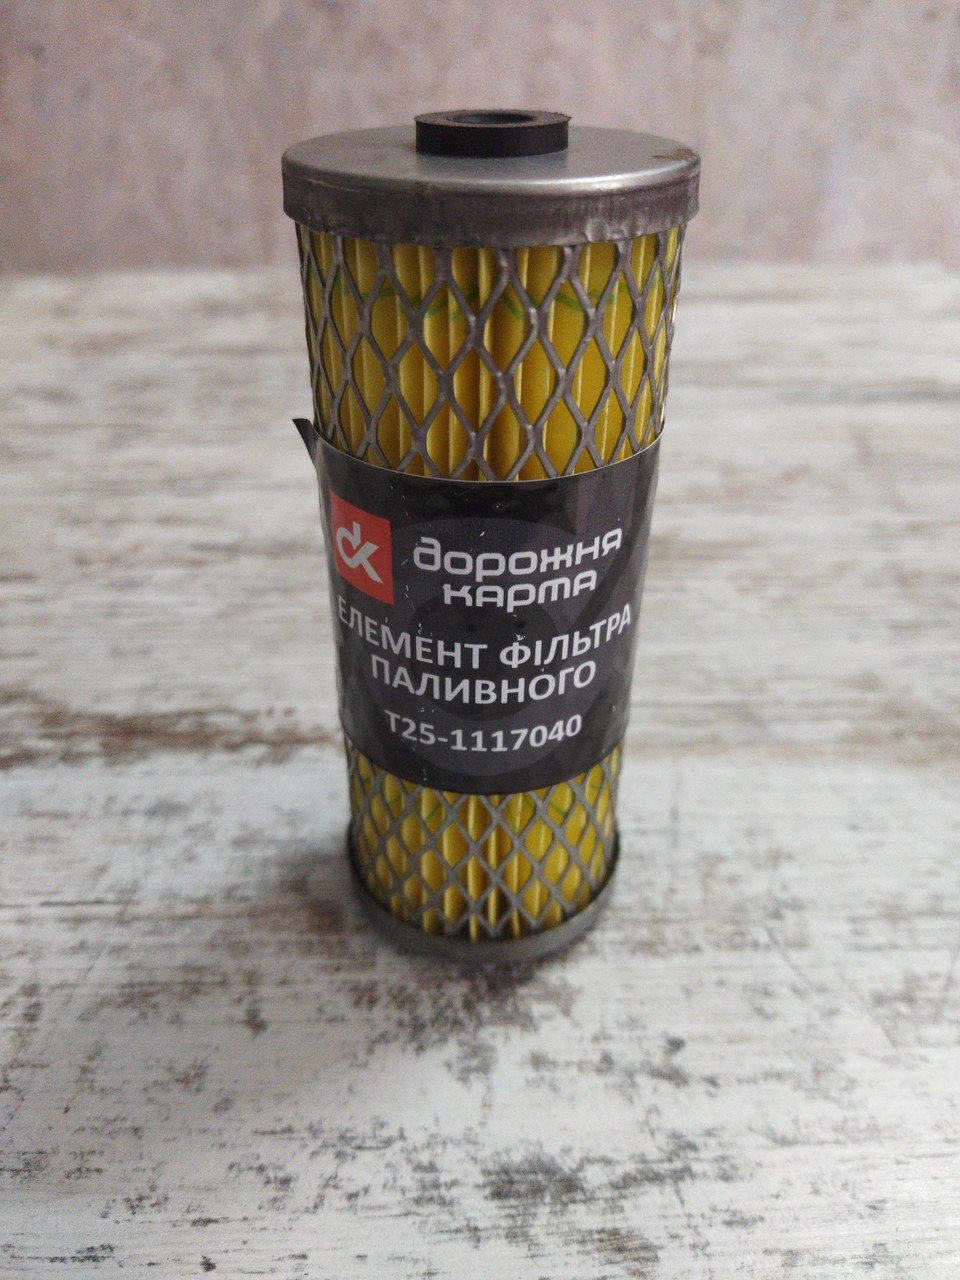 дк
дорожня
карта
ЕЛЕМЕНТ ФІЛЬТРА
ПАЛИВНОГО
Т25-1117040